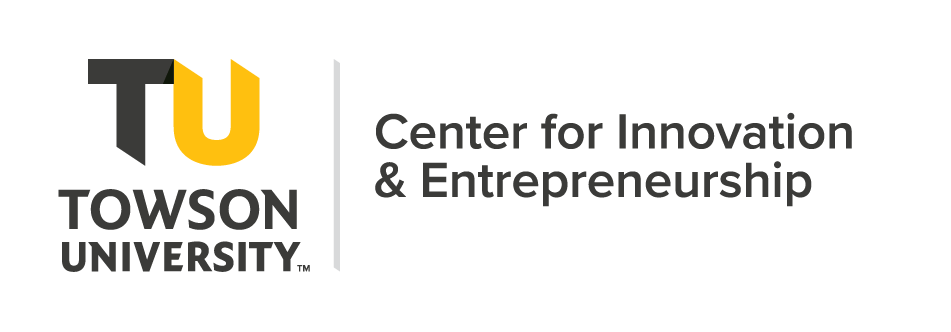 TU
TOWSON
UNIVERSITY™
Center for Innovation
& Entrepreneurship